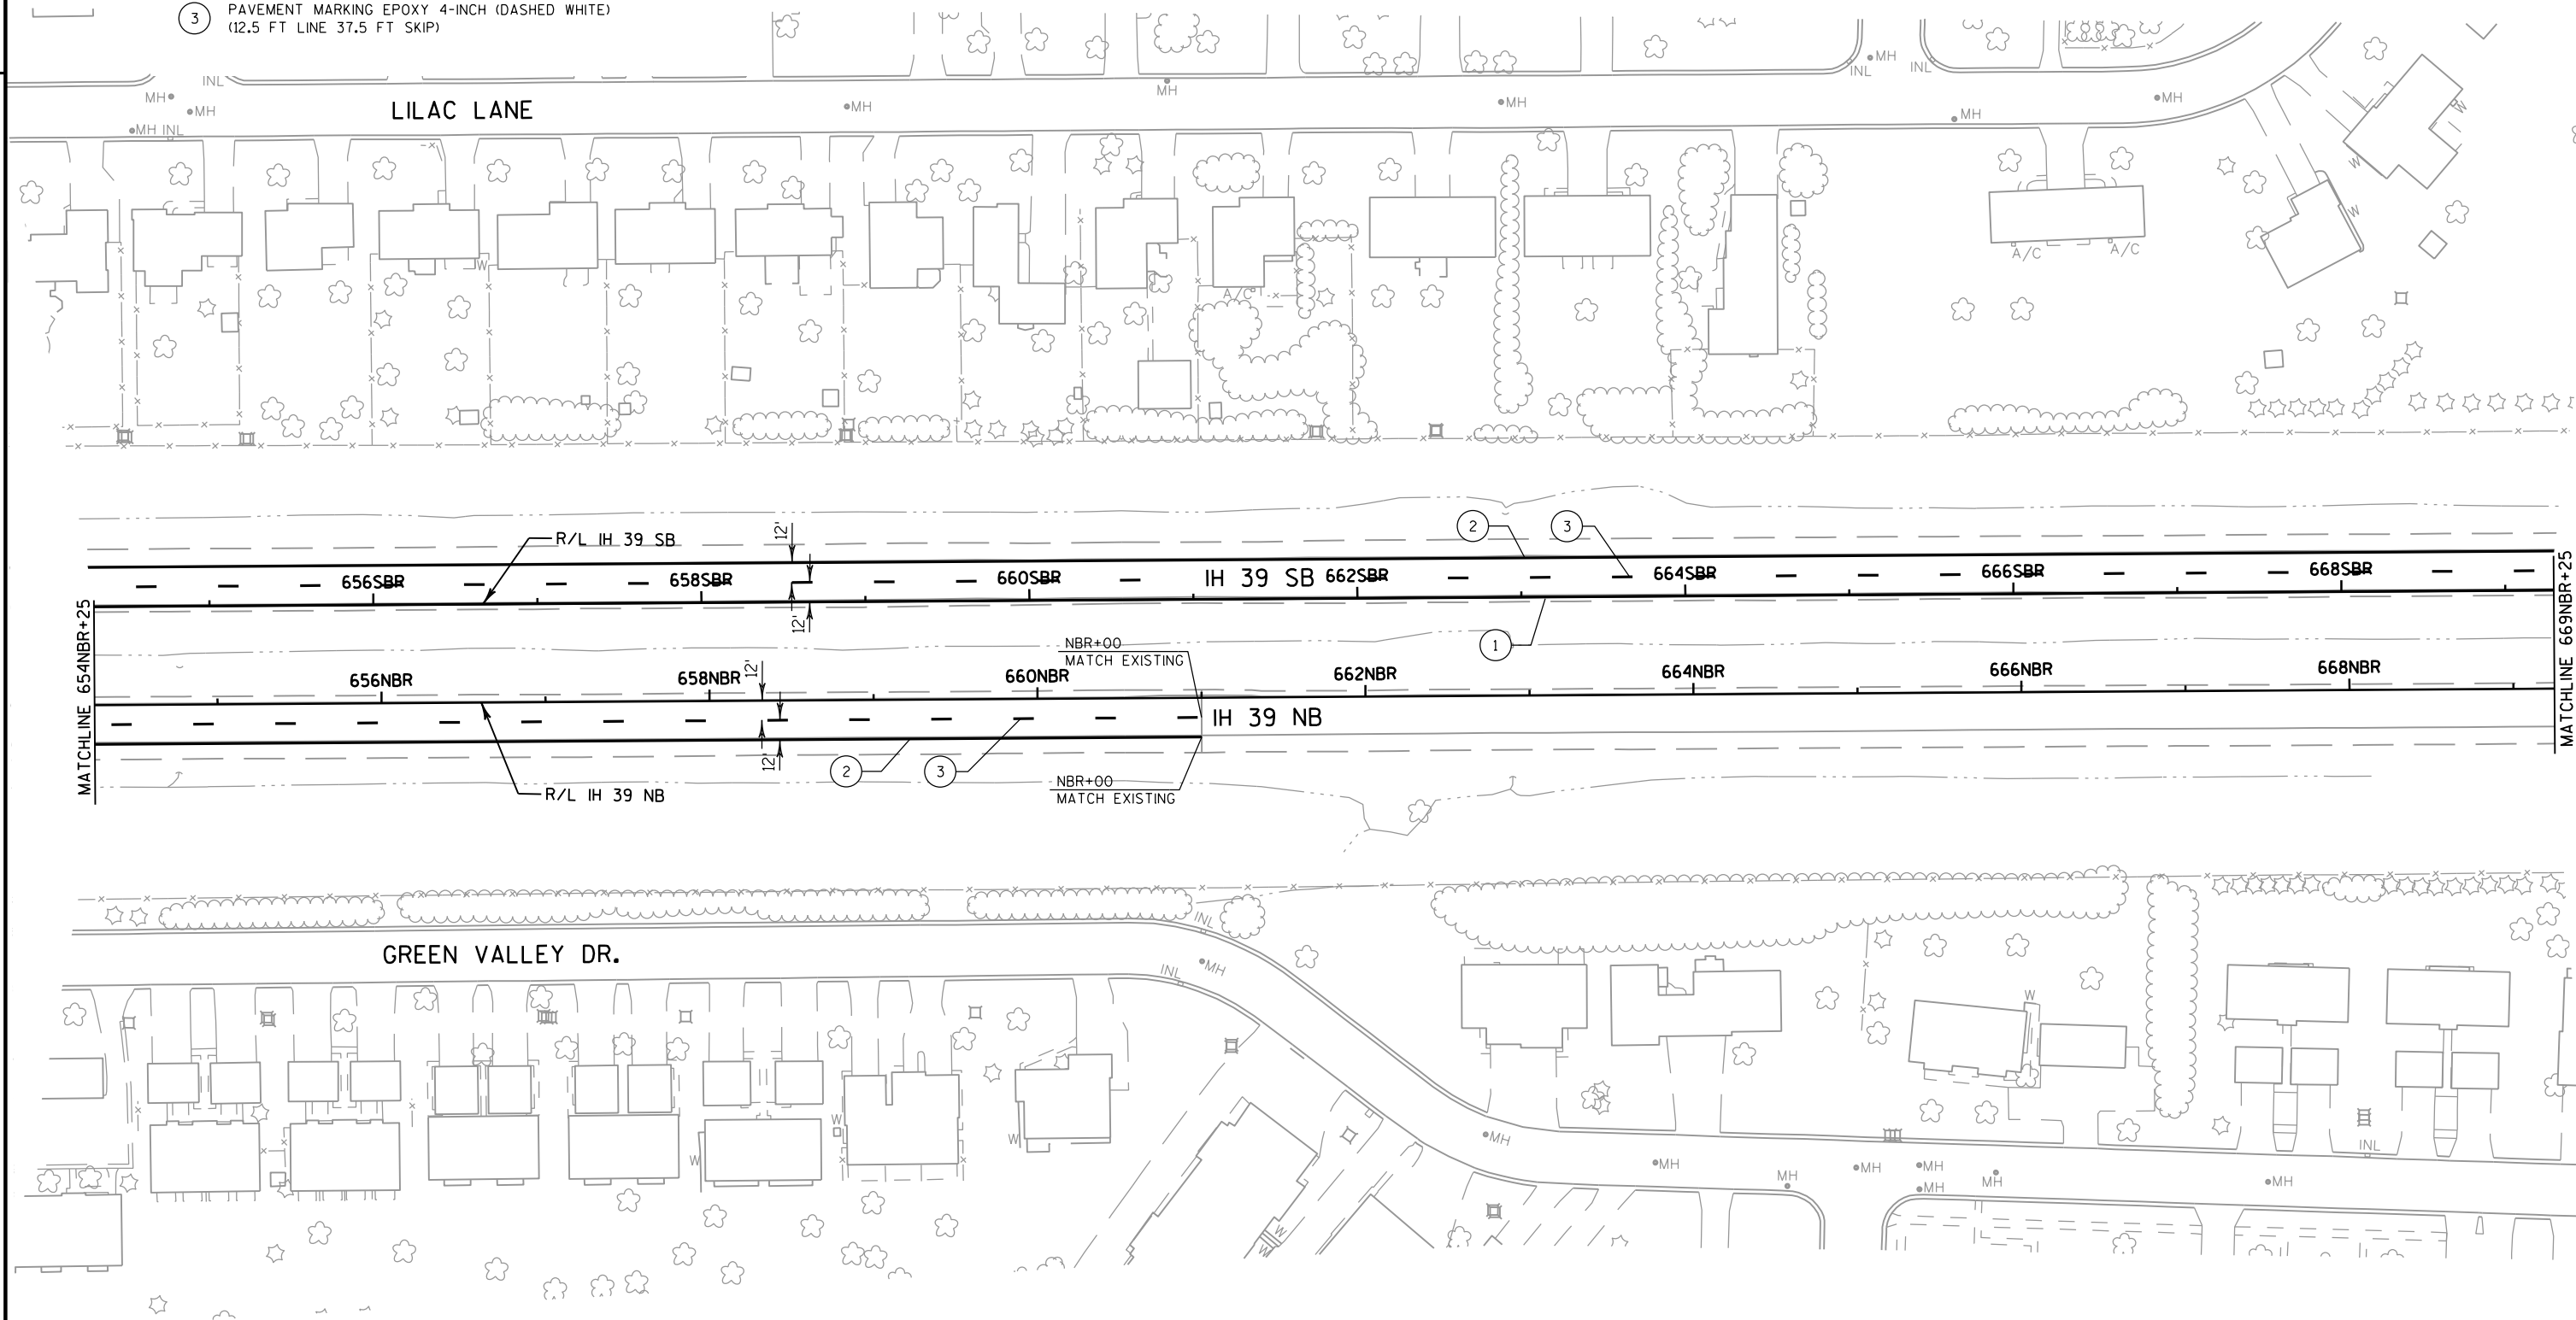 3 PAVEMENT MARKING EPOXY 4-INCH (DASHED WHITE)
(12.5 FT LINE 37.5 FT SKIP)
INL
MH
MH
MH INL
LILAC LANE
MH
MH
MH
MH
INL
INL
MH
MH
W
W
W
W
A/C
A/C
A/C
R/L IH 39 SB
12'
12'
2
3
656SBR
658SBR
660SBR
IH 39 SB
662SBR
664SBR
666SBR
668SBR
1
MATCHLINE 654NBR+25
MATCHLINE 669NBR+25
NBR+00
MATCH EXISTING
656NBR
658NBR
660NBR
662NBR
664NBR
666NBR
668NBR
12'
12'
IH 39 NB
2
3
R/L IH 39 NB
NBR+00
MATCH EXISTING
INL
GREEN VALLEY DR.
INL
MH
W
W
W
W
W
W
MH
MH
MH
MH
MH
MH
MH
MH
INL